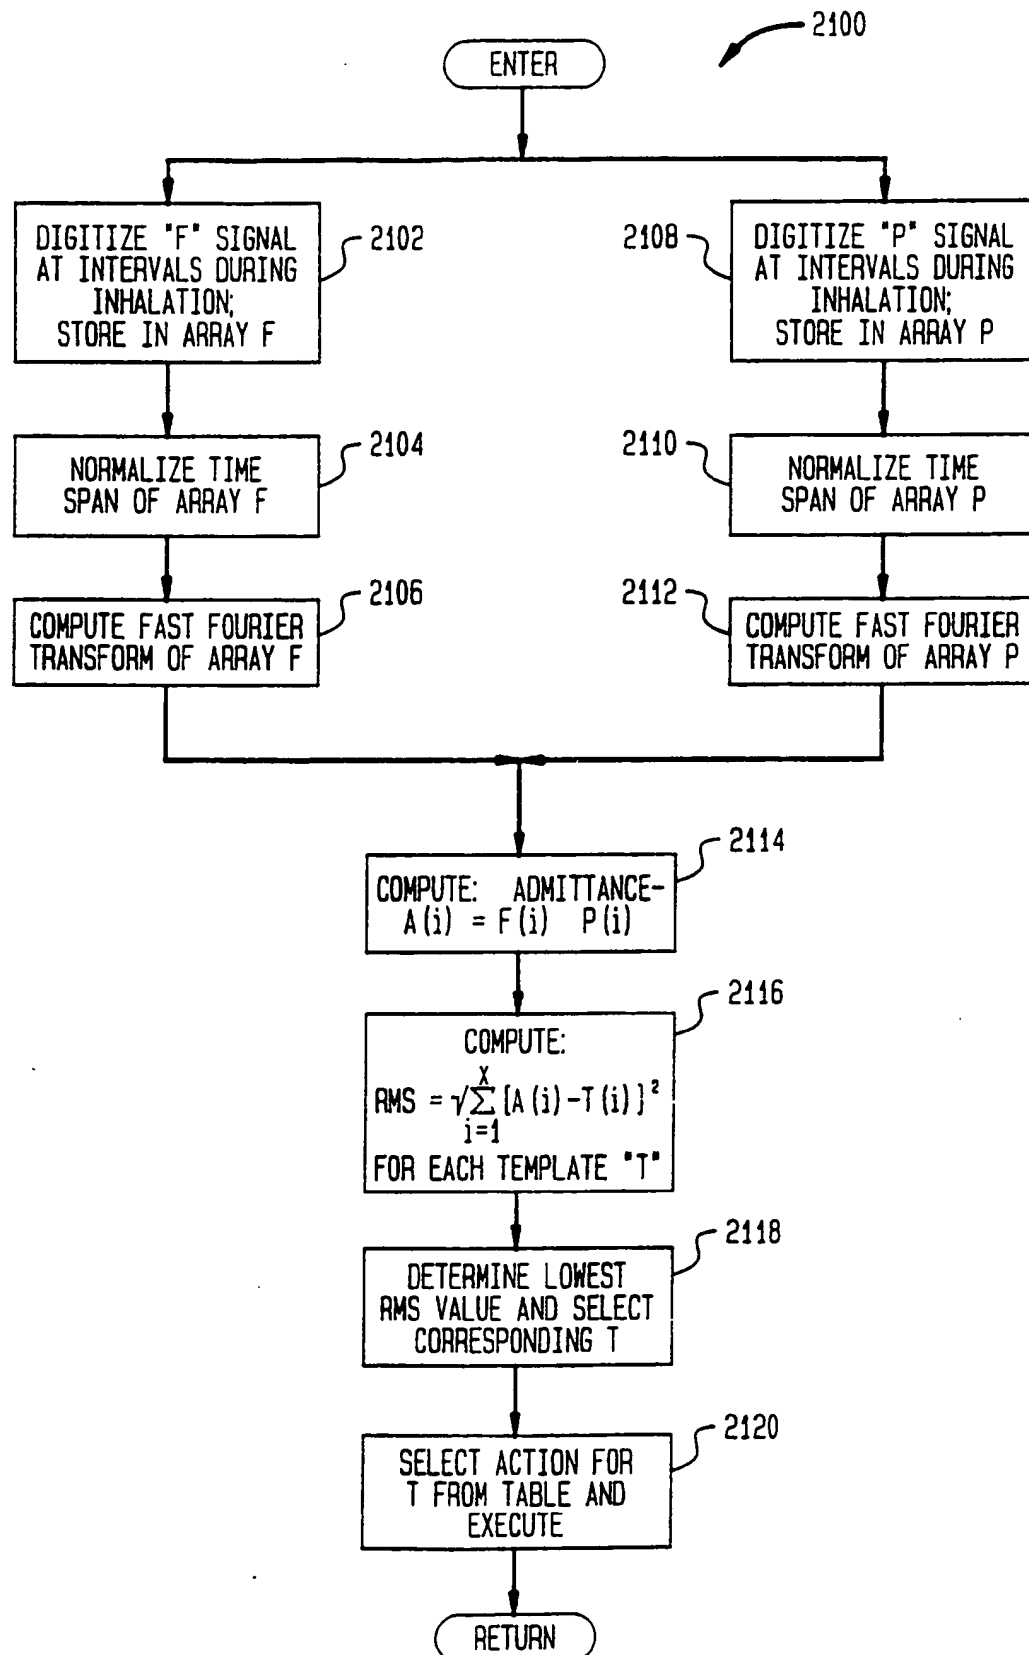 2100
ENTER
DIGITIZE "F" SIGNAL
AT INTERVALS DURING
INHALATION;
STORE IN ARRAY F
2102
2108
DIGITIZE "P" SIGNAL
AT INTERVALS DURING
INHALATION;
STORE IN ARRAY P
NORMALIZE TIME
SPAN OF ARRAY F
2104
2110
NORMALIZE TIME
SPAN OF ARRAY P
COMPUTE FAST FOURIER
TRANSFORM OF ARRAY F
2106
2112
COMPUTE FAST FOURIER
TRANSFORM OF ARRAY P
2114
COMPUTE: ADMITTANCE-
A(i) = F(i) P(i)
2116
COMPUTE:
RMS = √∑ X i=1 [A(i)-T(i)]²
FOR EACH TEMPLATE "T"
2118
DETERMINE LOWEST
RMS VALUE AND SELECT
CORRESPONDING T
2120
SELECT ACTION FOR
T FROM TABLE AND
EXECUTE
RETURN